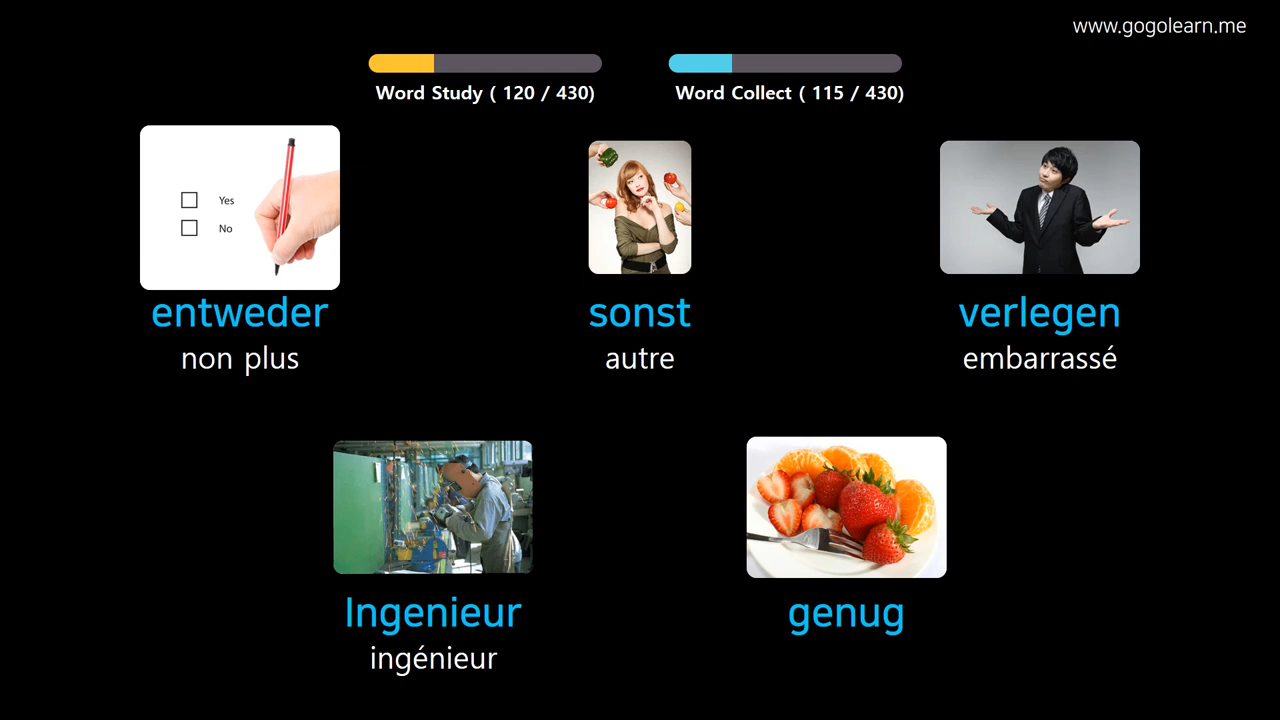 www.gogolearn.me
Word Study ( 120 / 430)
Word Collect ( 115 / 430)
Yes
No
entweder
non plus
sonst
autre
verlegen
embarrassé
Ingenieur
ingénieur
genug